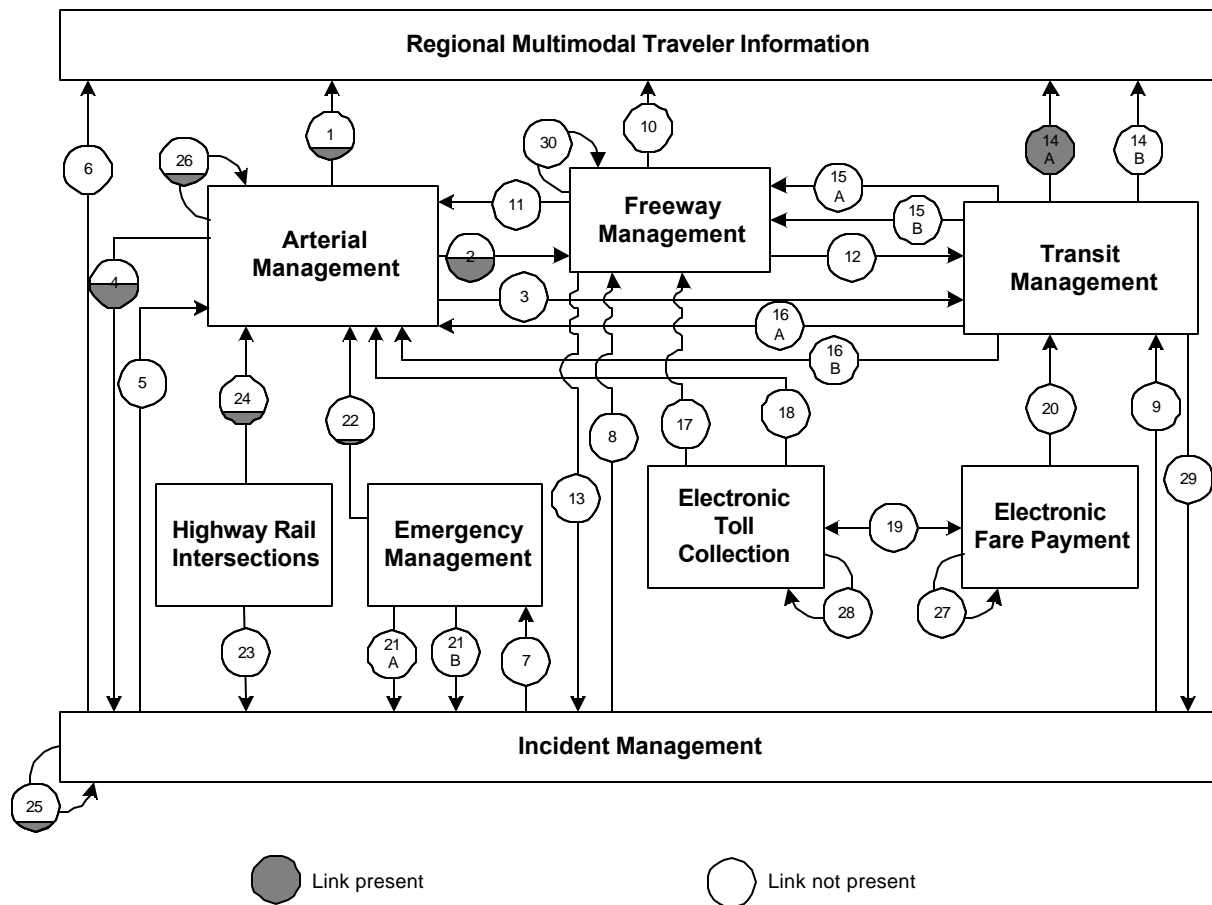 Regional Multimodal Traveler Information
1
10
14
A
14
B
6
26
30
15
A
11
Freeway
Management
15
B
Arterial
Management
Transit
Management
2
12
4
3
16
A
16
B
5
24
22
8
17
18
20
9
13
29
Highway Rail
Intersections
Emergency
Management
Electronic
Toll
Collection
19
Electronic
Fare Payment
28
27
23
21
A
21
B
7
Incident Management
25
Link present
Link not present